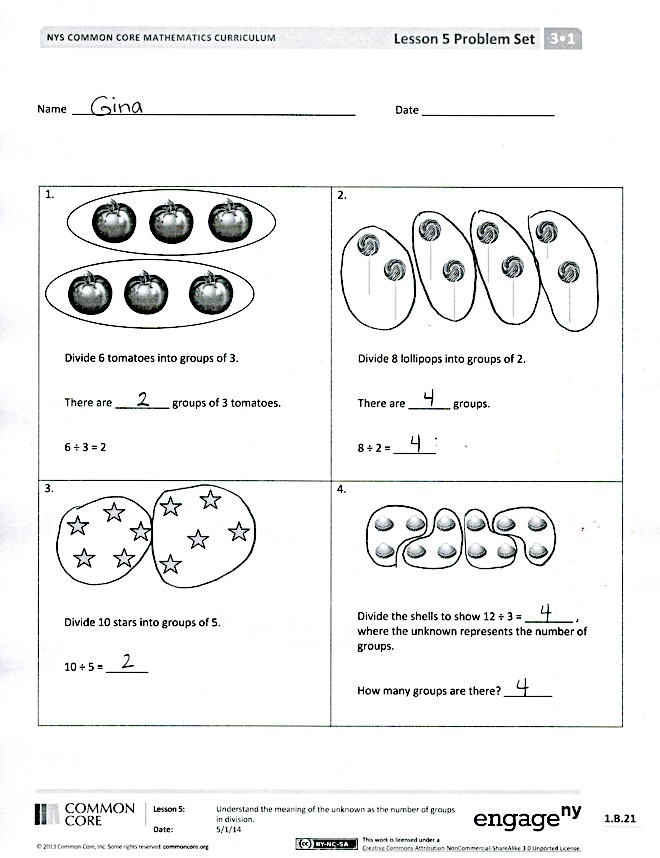 NYS COMMON CORE MATHEMATICS CURRICULUM
Lesson 5 Problem Set 3•1
Name Gina Date
1.
Divide 6 tomatoes into groups of 3.
There are 2 groups of 3 tomatoes.
6 ÷ 3 = 2
2.
Divide 8 lollipops into groups of 2.
There are 4 groups.
8 ÷ 2 = 4
3.
Divide 10 stars into groups of 5.
10 ÷ 5 = 2
4.
Divide the shells to show 12 ÷ 3 = 4 ,
where the unknown represents the number of
groups.
How many groups are there? 4
COMMON
CORE
Lesson 5: Understand the meaning of the unknown as the number of groups
in division.
Date: 5/1/14
engage ny
1.B.21
© 2013 Common Core, Inc. Some rights reserved. commoncore.org
cc BY-NC-SA
This work is licensed under a
Creative Commons Attribution-NonCommercial-ShareAlike 3.0 Unported License.